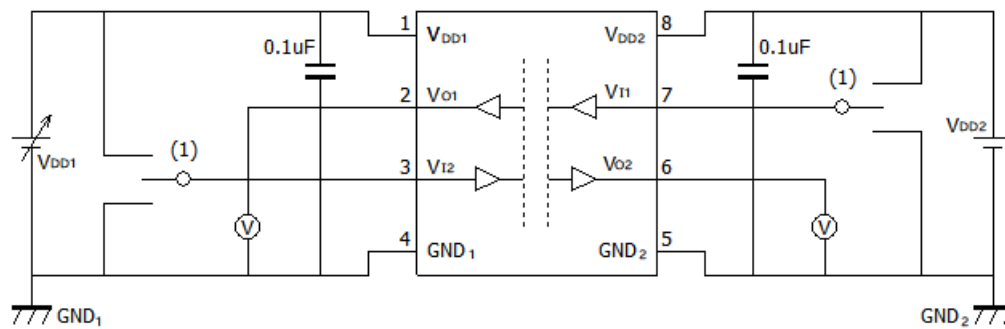 1 VDD1 VDD2 8
0.1uF 0.1uF
2 VO1 VI1 7
(1)
VDD1 (1) VDD2
3 VI2 VO2 6
V V
4 GND1 GND2 5
GND1 GND2